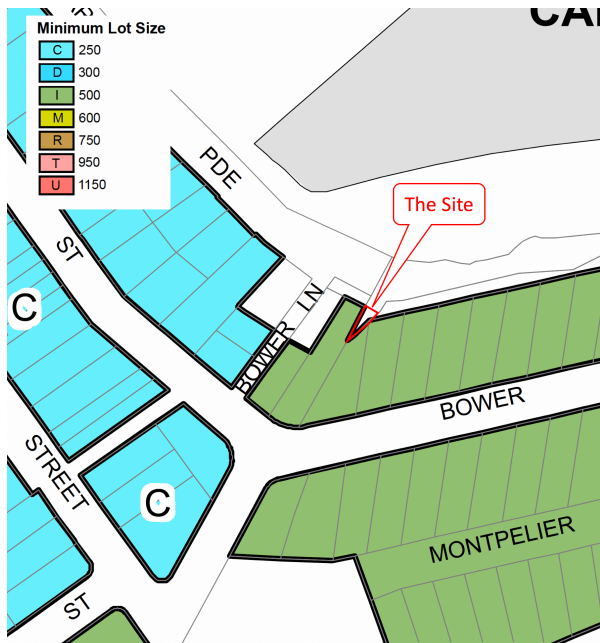 Minimum Lot Size
C 250
D 300
I 500
M 600
R 750
T 950
U 1150
CA
PDE
The Site
ST
LN
C
BOWER
BOWER
STREET
C
MONTPELIER
ST